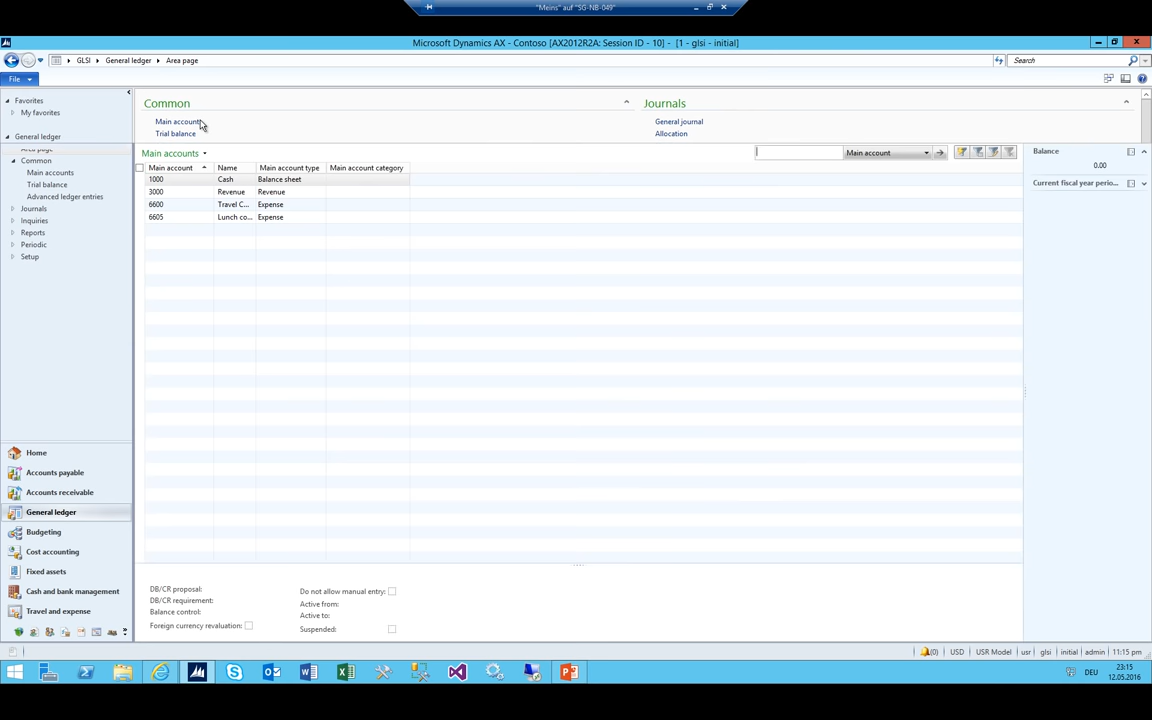 "Meins" auf "SG-NB-049"
Microsoft Dynamics AX - Contoso [AX2012R2A: Session ID - 10] - [1 - glsi - initial]
GLSI General ledger Area page
Search
File
Favorites
My favorites
General ledger
Area page
Common
Main accounts
Trial balance
Advanced ledger entries
Journals
Inquiries
Reports
Periodic
Setup
Home
Accounts payable
Accounts receivable
General ledger
Budgeting
Cost accounting
Fixed assets
Cash and bank management
Travel and expense
Common
Main accounts
Trial balance
Journals
General journal
Allocation
Main accounts
Main account
Main account Name Main account type Main account category
1000 Cash Balance sheet
3000 Revenue Revenue
6600 Travel C... Expense
6605 Lunch co... Expense
Balance
0.00
Current fiscal year perio...
DB/CR proposal:
DB/CR requirement:
Balance control:
Foreign currency revaluation:
Do not allow manual entry:
Active from:
Active to:
Suspended:
(0) USD USR Model usr glsi initial admin 11:15 pm
DEU
23:15
12.05.2016